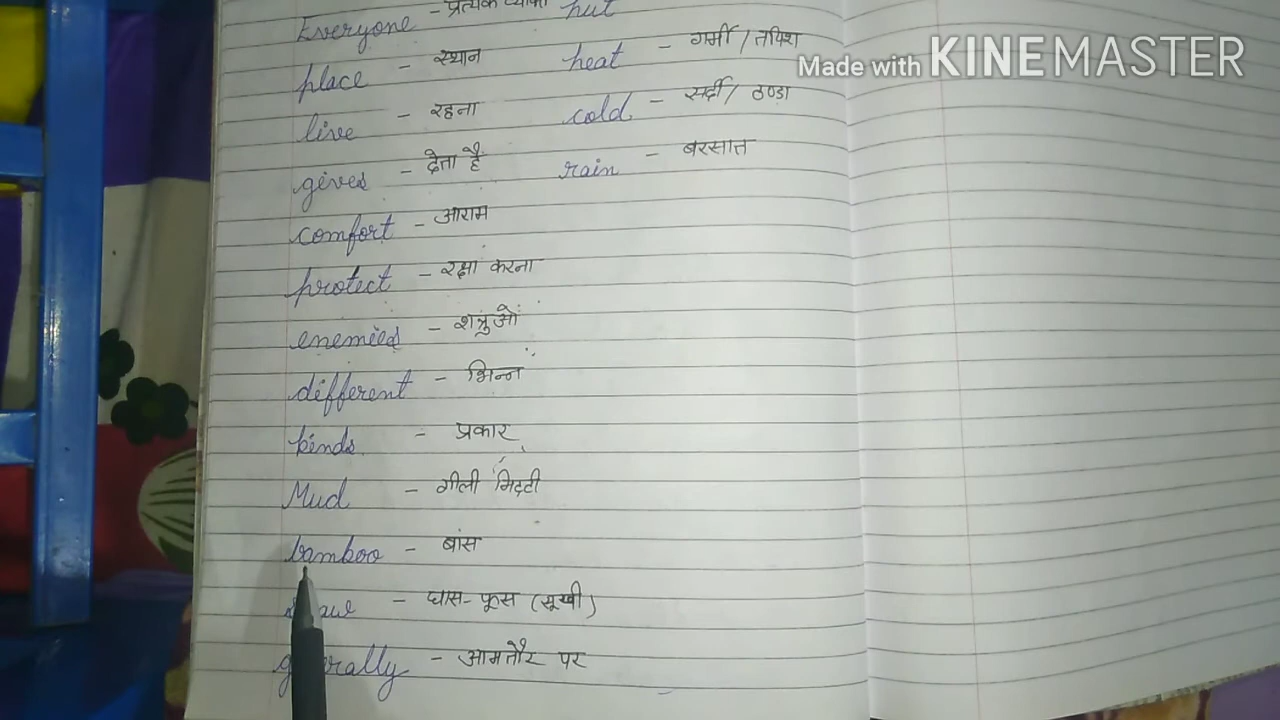 Everyone - प्रत्येक व्यक्ति hut
place - स्थान heat - गर्मी / तपिश
live - रहना cold - सर्दी / ठण्डा
gives - देता है rain - बरसात
comfort - आराम
protect - रक्षा करना
enemies - शत्रुओं
different - भिन्न
kinds - प्रकार
Mud - गीली मिट्टी
bamboo - बांस
- घास-फूस (सूखी)
- आमतौर पर
Made with KINEMASTER